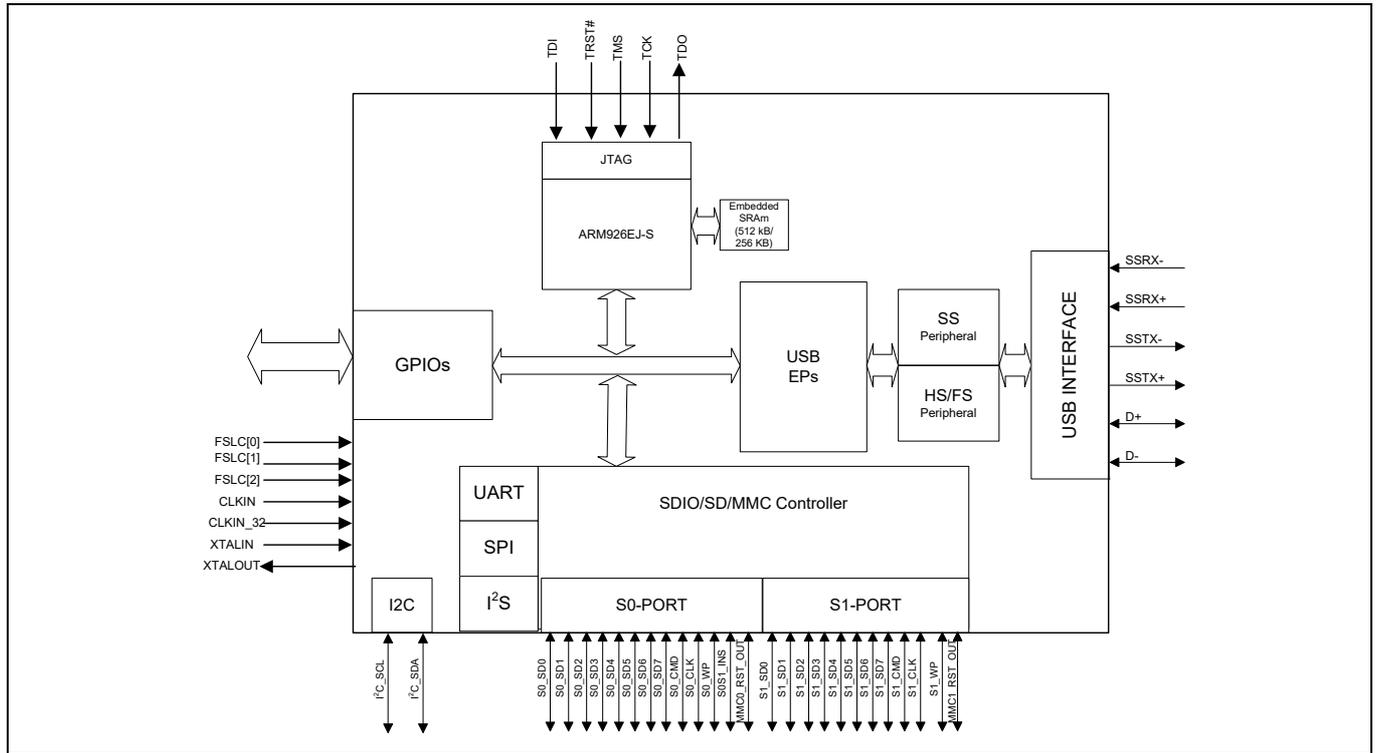 TDI
TRST#
TMS
TCK
TDO
JTAG
ARM926EJ-S
Embedded
SRAm
(512 kB/
256 KB)
GPIOs
USB
EPs
SS
Peripheral
HS/FS
Peripheral
USB INTERFACE
SSRX-
SSRX+
SSTX-
SSTX+
D+
D-
FSLC[0]
FSLC[1]
FSLC[2]
CLKIN
CLKIN_32
XTALIN
XTALOUT
UART
SPI
I²S
SDIO/SD/MMC Controller
I2C
S0-PORT
S1-PORT
I²C_SCL
I²C_SDA
S0_SD0
S0_SD1
S0_SD2
S0_SD3
S0_SD4
S0_SD5
S0_SD6
S0_SD7
S0_CMD
S0_CLK
S0_WP
S0S1_INS
MMC0_RST_OUT
S1_SD0
S1_SD1
S1_SD2
S1_SD3
S1_SD4
S1_SD5
S1_SD6
S1_SD7
S1_CMD
S1_CLK
S1_WP
MMC1_RST_OUT